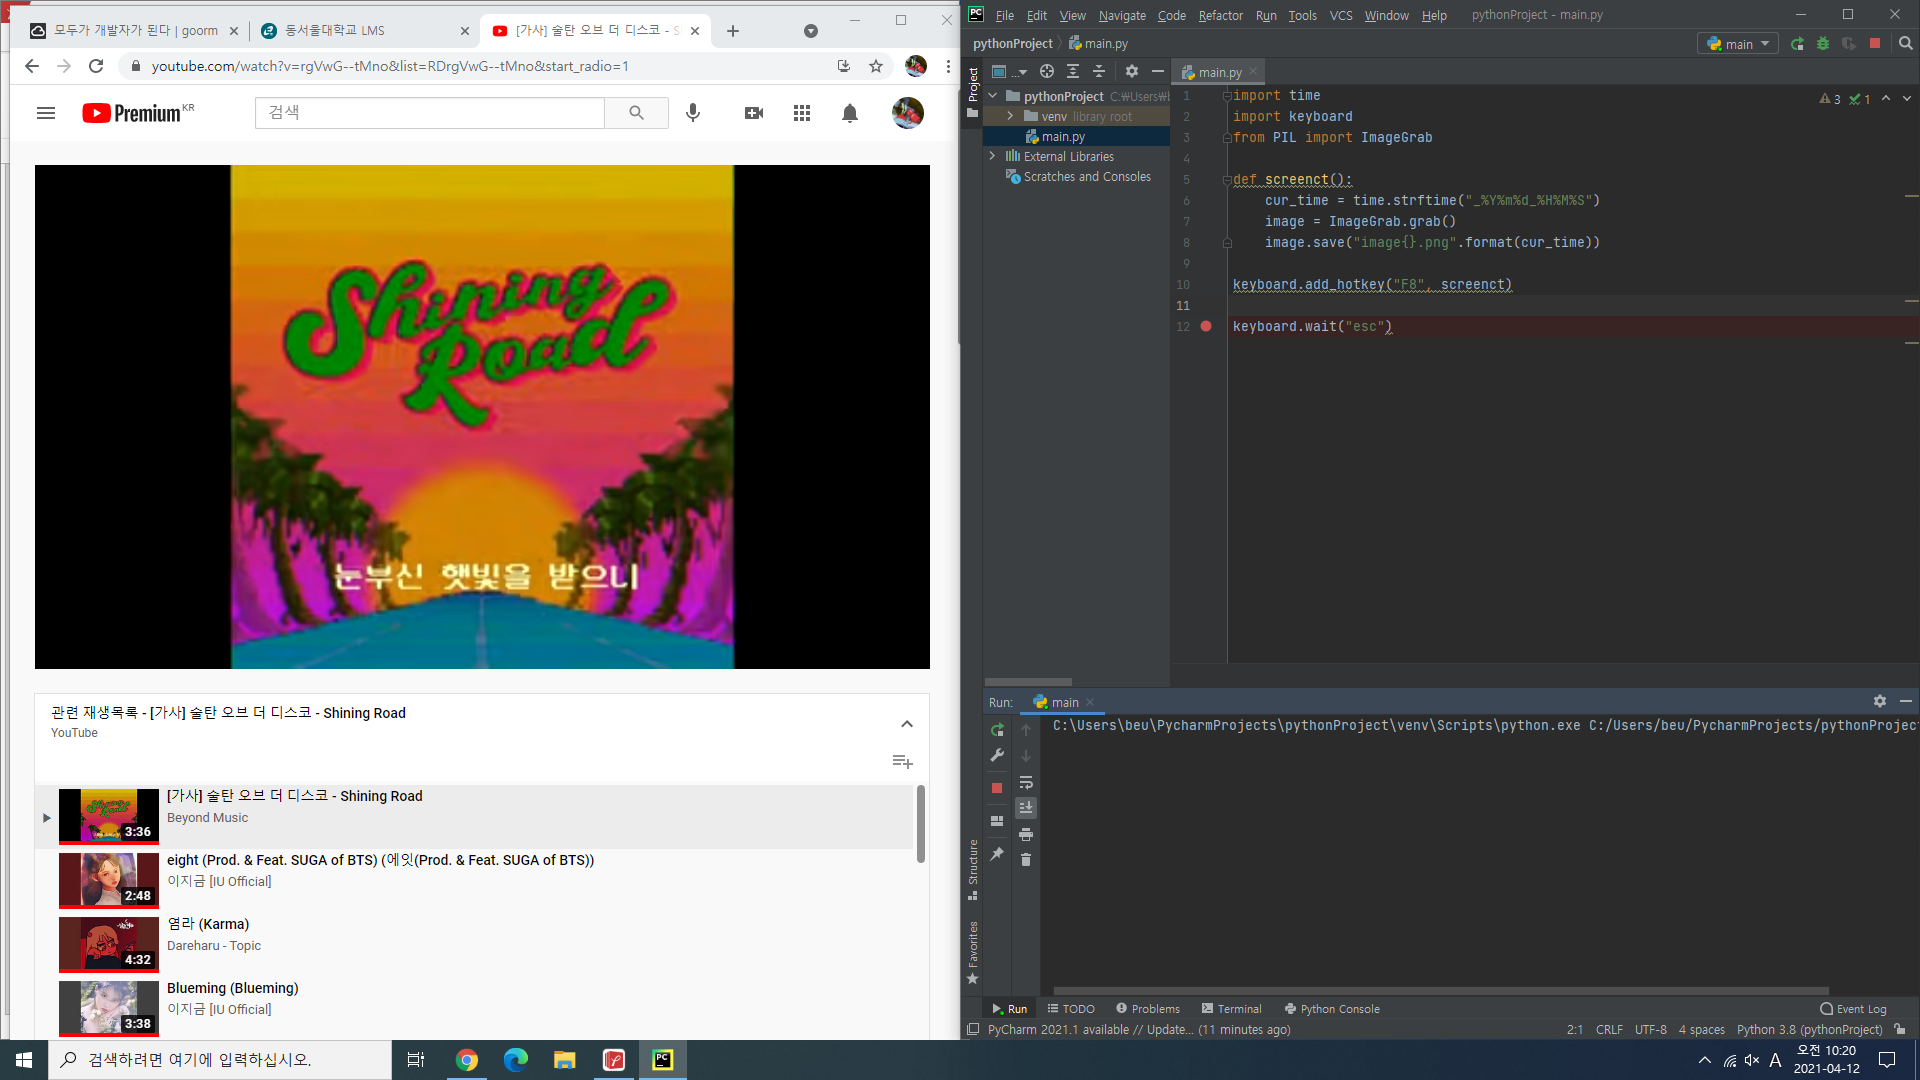 모두가 개발자가 된다 | goorm
동서울대학교 LMS
[가사] 술탄 오브 더 디스코 - S
youtube.com/watch?v=rgVwG--tMno&list=RDrgVwG--tMno&start_radio=1
Premium KR
검색
Shining
Road
눈부신 햇빛을 받으니
관련 재생목록 - [가사] 술탄 오브 더 디스코 - Shining Road
YouTube
[가사] 술탄 오브 더 디스코 - Shining Road
Beyond Music
3:36
eight (Prod. & Feat. SUGA of BTS) (에잇(Prod. & Feat. SUGA of BTS))
이지금 [IU Official]
2:48
염라 (Karma)
Dareharu - Topic
4:32
Blueming (Blueming)
이지금 [IU Official]
3:38
File Edit View Navigate Code Refactor Run Tools VCS Window Help pythonProject - main.py
pythonProject main.py
main
Project
...
main.py
pythonProject C:₩Users₩
venv library root
main.py
External Libraries
Scratches and Consoles
3 1
1 import time
2 import keyboard
3 from PIL import ImageGrab
4
5 def screenct():
6 cur_time = time.strftime("_%Y%m%d_%H%M%S")
7 image = ImageGrab.grab()
8 image.save("image{}.png".format(cur_time))
9
10 keyboard.add_hotkey("F8", screenct)
11
12 keyboard.wait("esc")
Run: main
C:\Users\beu\PycharmProjects\pythonProject\venv\Scripts\python.exe C:/Users/beu/PycharmProjects/pythonProjec
Structure
Favorites
Run TODO Problems Terminal Python Console Event Log
PyCharm 2021.1 available // Update... (11 minutes ago) 2:1 CRLF UTF-8 4 spaces Python 3.8 (pythonProject)
검색하려면 여기에 입력하십시오.
PC
A
오전 10:20
2021-04-12